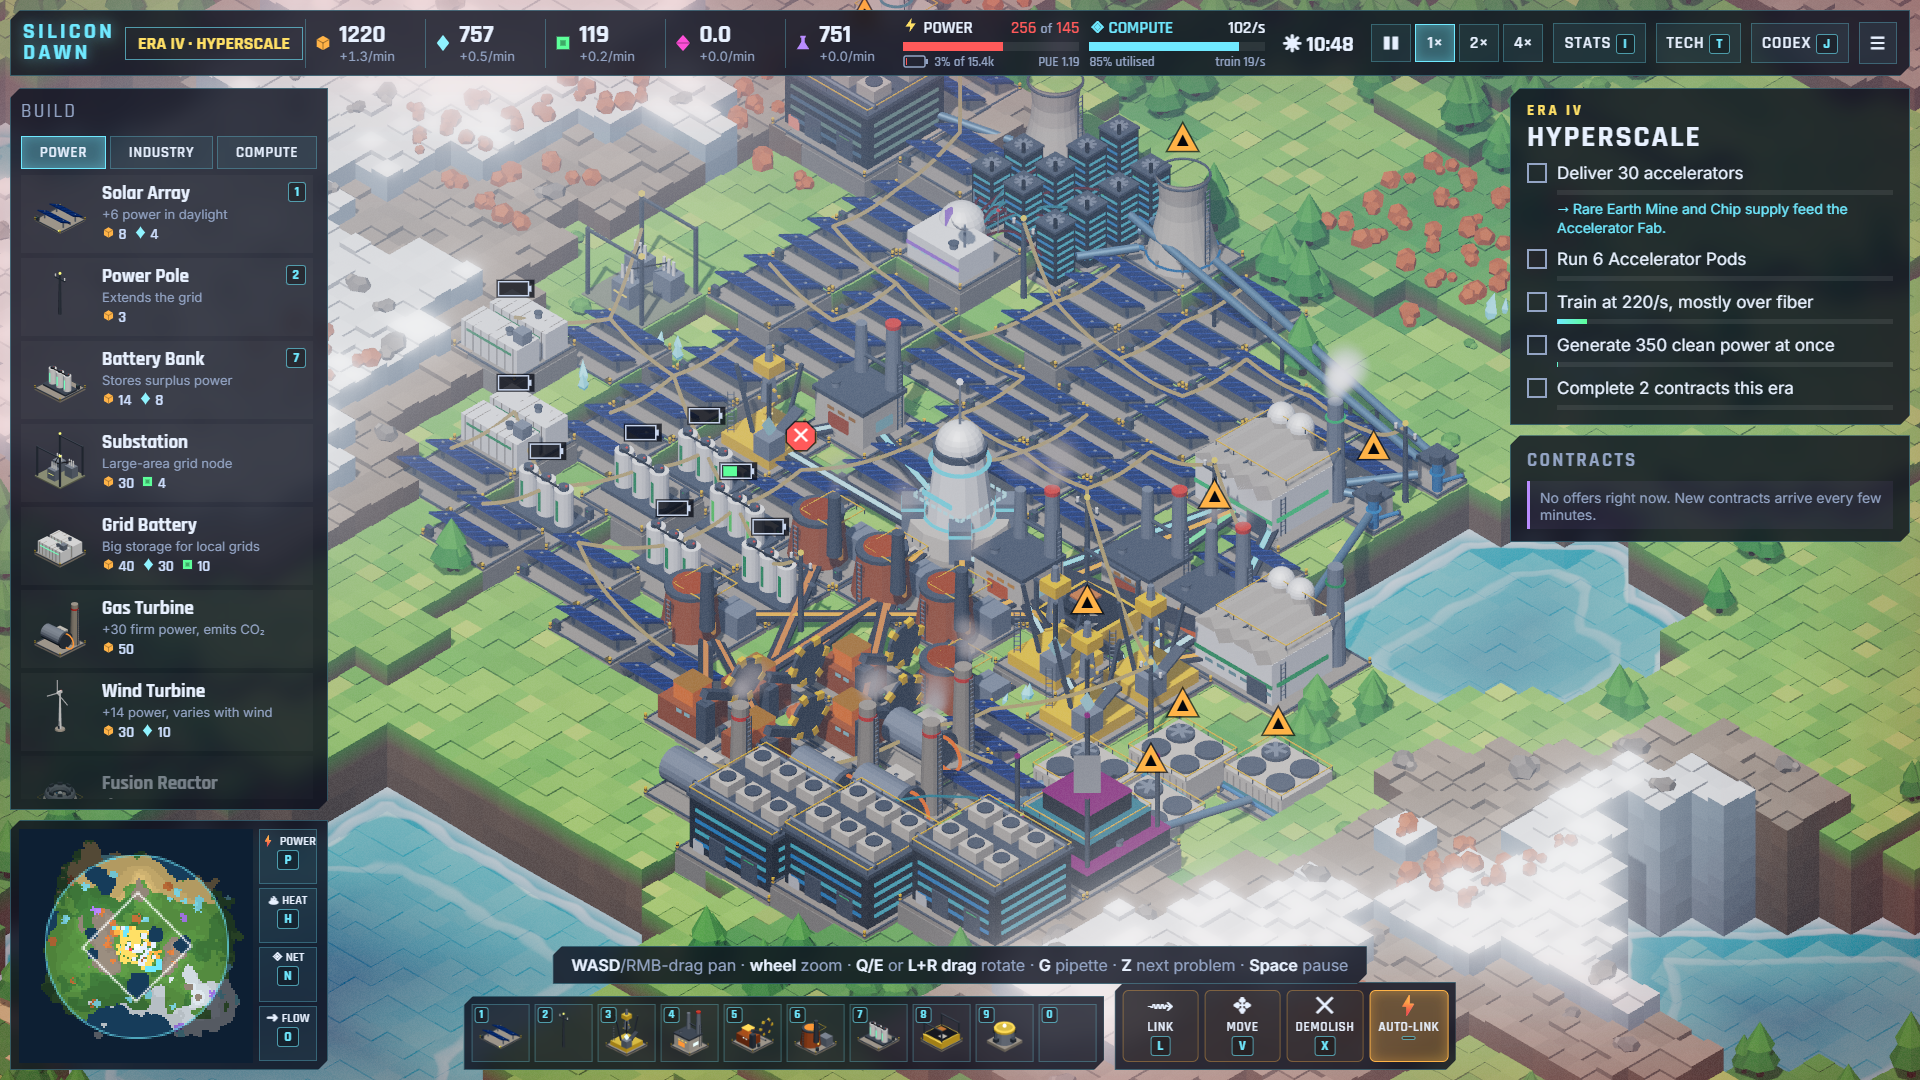 SILICON DAWN
ERA IV · HYPERSCALE
1220
+1.3/min
757
+0.5/min
119
+0.2/min
0.0
+0.0/min
751
+0.0/min
POWER 256 of 145
3% of 15.4k PUE 1.19
COMPUTE 102/s
85% utilised train 19/s
10:48
1× 2× 4×
STATS I
TECH T
CODEX J
BUILD
POWER INDUSTRY COMPUTE
Solar Array 1
+6 power in daylight
8 4
Power Pole 2
Extends the grid
3
Battery Bank 7
Stores surplus power
14 8
Substation
Large-area grid node
30 4
Grid Battery
Big storage for local grids
40 30 10
Gas Turbine
+30 firm power, emits CO₂
50
Wind Turbine
+14 power, varies with wind
30 10
Fusion Reactor
POWER
P
HEAT
H
NET
N
FLOW
O
ERA IV
HYPERSCALE
Deliver 30 accelerators
→ Rare Earth Mine and Chip supply feed the
Accelerator Fab.
Run 6 Accelerator Pods
Train at 220/s, mostly over fiber
Generate 350 clean power at once
Complete 2 contracts this era
CONTRACTS
No offers right now. New contracts arrive every few
minutes.
WASD/RMB-drag pan · wheel zoom · Q/E or L+R drag rotate · G pipette · Z next problem · Space pause
1 2 3 4 5 6 7 8 9 0
LINK
L
MOVE
V
DEMOLISH
X
AUTO-LINK